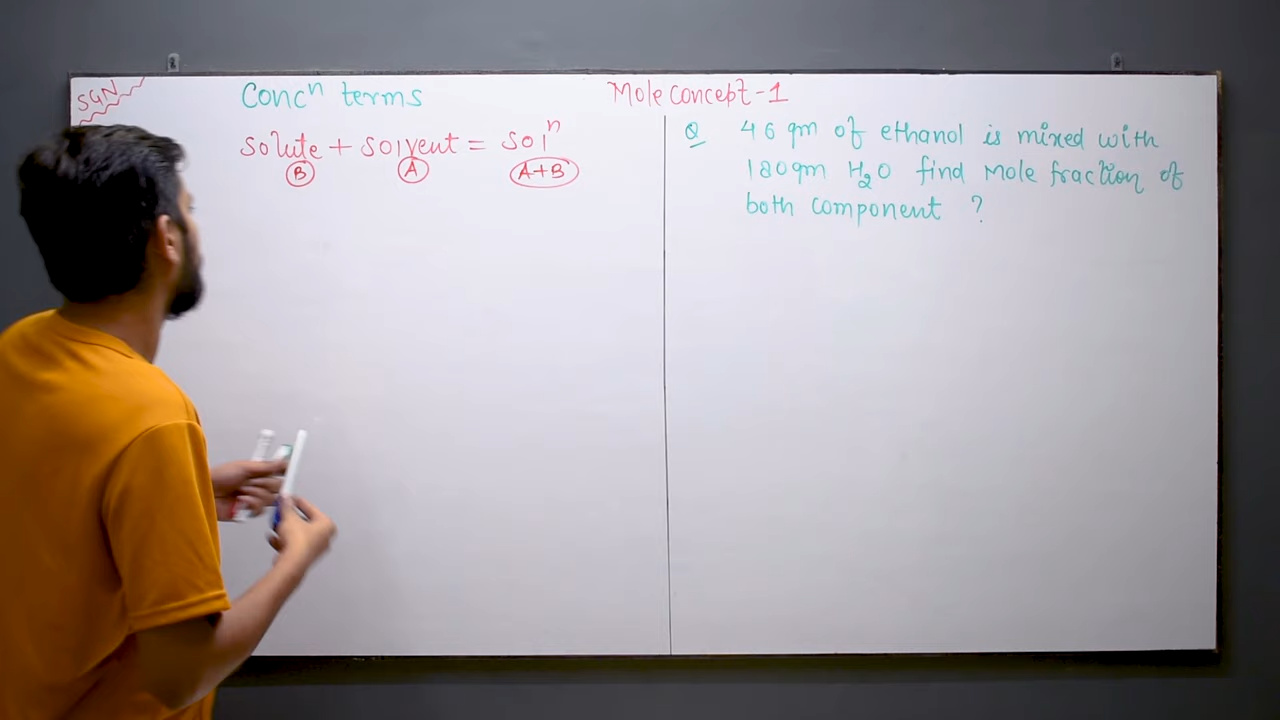 SGN
Concⁿ terms
Mole concept-1
Solute + Solvent = Solⁿ
B A A+B
Q 46 gm of ethanol is mixed with
180gm H₂O find Mole fraction of
both component ?